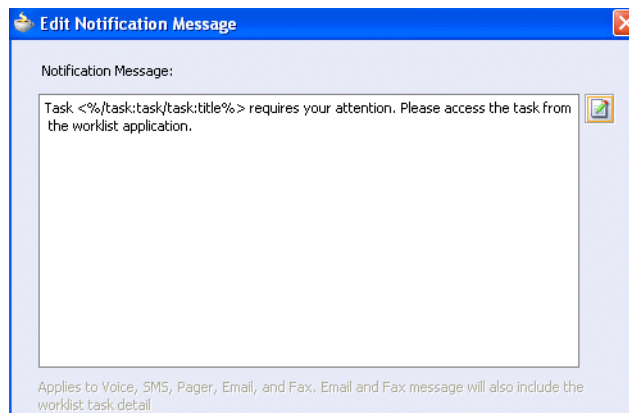 Edit Notification Message
Notification Message:
Task <%/task:task/task:title%> requires your attention. Please access the task from
the worklist application.
Applies to Voice, SMS, Pager, Email, and Fax. Email and Fax message will also include the
worklist task detail